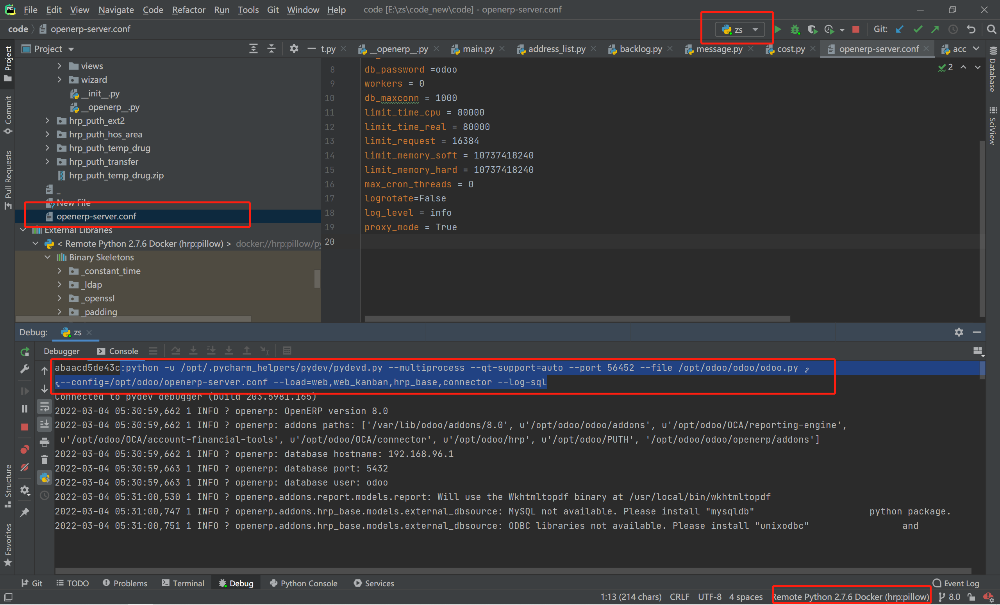 File Edit View Navigate Code Refactor Run Tools Git Window Help code [E:\zs\code_new\code] - openerp-server.conf
code openerp-server.conf zs Git:
Project t.py __openerp__.py main.py address_list.py backlog.py message.py cost.py openerp-server.conf acc
Project
Commit
Pull Requests
Structure
Favorites
Database
SciView
views
wizard
__init__.py
__openerp__.py
hrp_puth_ext2
hrp_puth_hos_area
hrp_puth_temp_drug
hrp_puth_transfer
hrp_puth_temp_drug.zip
_
New File
openerp-server.conf
External Libraries
< Remote Python 2.7.6 Docker (hrp:pillow) > docker://hrp:pillow/py
Binary Skeletons
_constant_time
_ldap
_openssl
_padding
2
8 db_password =odoo
9 workers = 0
10 db_maxconn = 1000
11 limit_time_cpu = 80000
12 limit_time_real = 80000
13 limit_request = 16384
14 limit_memory_soft = 10737418240
15 limit_memory_hard = 10737418240
16 max_cron_threads = 0
17 logrotate=False
18 log_level = info
19 proxy_mode = True
20
Debug: zs
Debugger Console
abaacd5de43c:python -u /opt/.pycharm_helpers/pydev/pydevd.py --multiprocess --qt-support=auto --port 56452 --file /opt/odoo/odoo/odoo.py
--config=/opt/odoo/openerp-server.conf --load=web,web_kanban,hrp_base,connector --log-sql
Connected to pydev debugger (build 203.5981.165)
2022-03-04 05:30:59,662 1 INFO ? openerp: OpenERP version 8.0
2022-03-04 05:30:59,662 1 INFO ? openerp: addons paths: ['/var/lib/odoo/addons/8.0', u'/opt/odoo/odoo/addons', u'/opt/odoo/OCA/reporting-engine',
u'/opt/odoo/OCA/account-financial-tools', u'/opt/odoo/OCA/connector', u'/opt/odoo/hrp', u'/opt/odoo/PUTH', '/opt/odoo/odoo/openerp/addons']
2022-03-04 05:30:59,662 1 INFO ? openerp: database hostname: 192.168.96.1
2022-03-04 05:30:59,663 1 INFO ? openerp: database port: 5432
2022-03-04 05:30:59,663 1 INFO ? openerp: database user: odoo
2022-03-04 05:31:00,530 1 INFO ? openerp.addons.report.models.report: Will use the Wkhtmltopdf binary at /usr/local/bin/wkhtmltopdf
2022-03-04 05:31:00,747 1 INFO ? openerp.addons.hrp_base.models.external_dbsource: MySQL not available. Please install "mysqldb" python package.
2022-03-04 05:31:00,751 1 INFO ? openerp.addons.hrp_base.models.external_dbsource: ODBC libraries not available. Please install "unixodbc" and
Git TODO Problems Terminal Debug Python Console Services Event Log
1:13 (214 chars) CRLF UTF-8 4 spaces Remote Python 2.7.6 Docker (hrp:pillow) 8.0